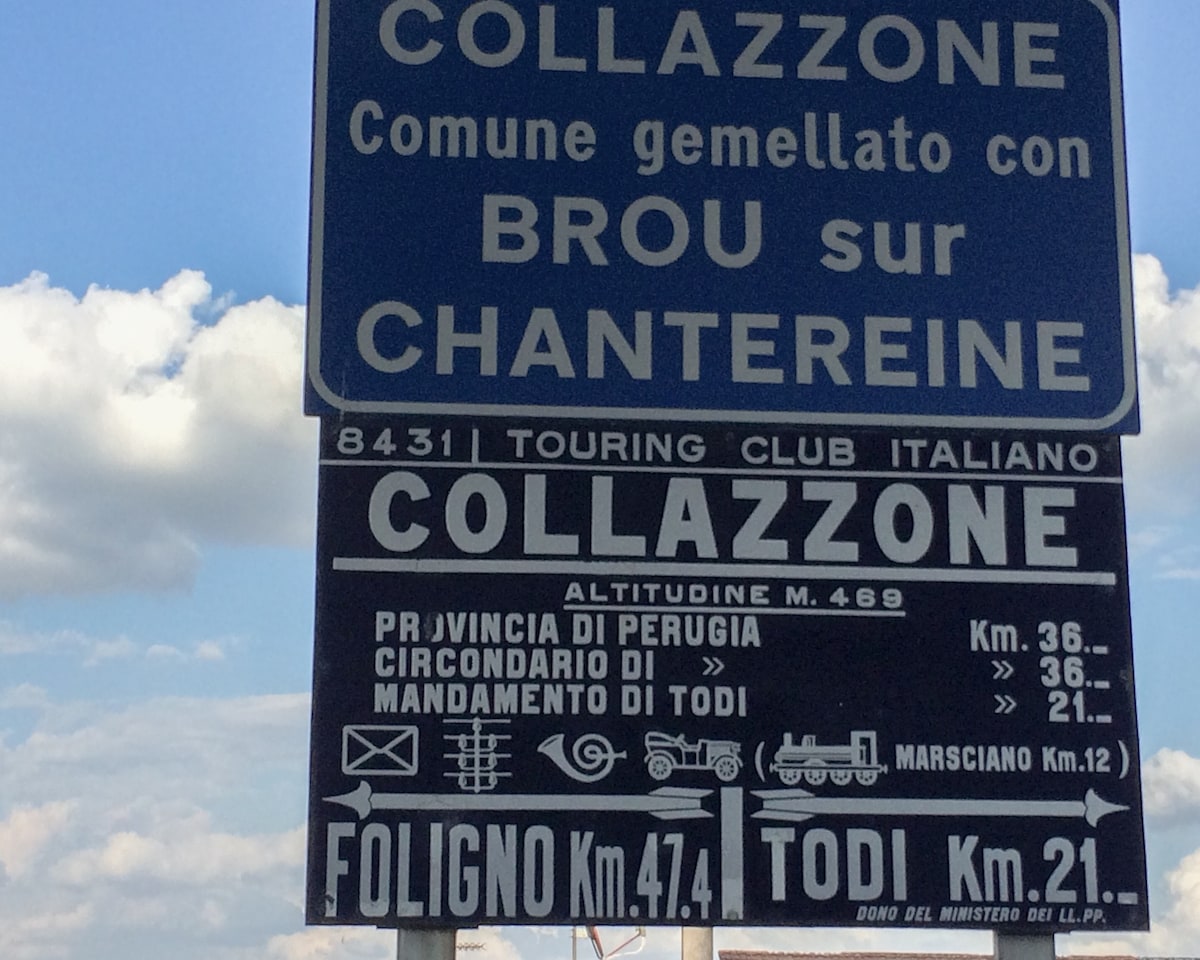 COLLAZZONE
Comune gemellato con
BROU sur
CHANTEREINE
8431| TOURING CLUB ITALIANO
COLLAZZONE
ALTITUDINE M. 469
PROVINCIA DI PERUGIA Km. 36._
CIRCONDARIO DI » » 36._
MANDAMENTO DI TODI » 21._
( MARSCIANO Km.12 )
FOLIGNO Km.47.4 TODI Km.21._
DONO DEL MINISTERO DEI LL.PP.